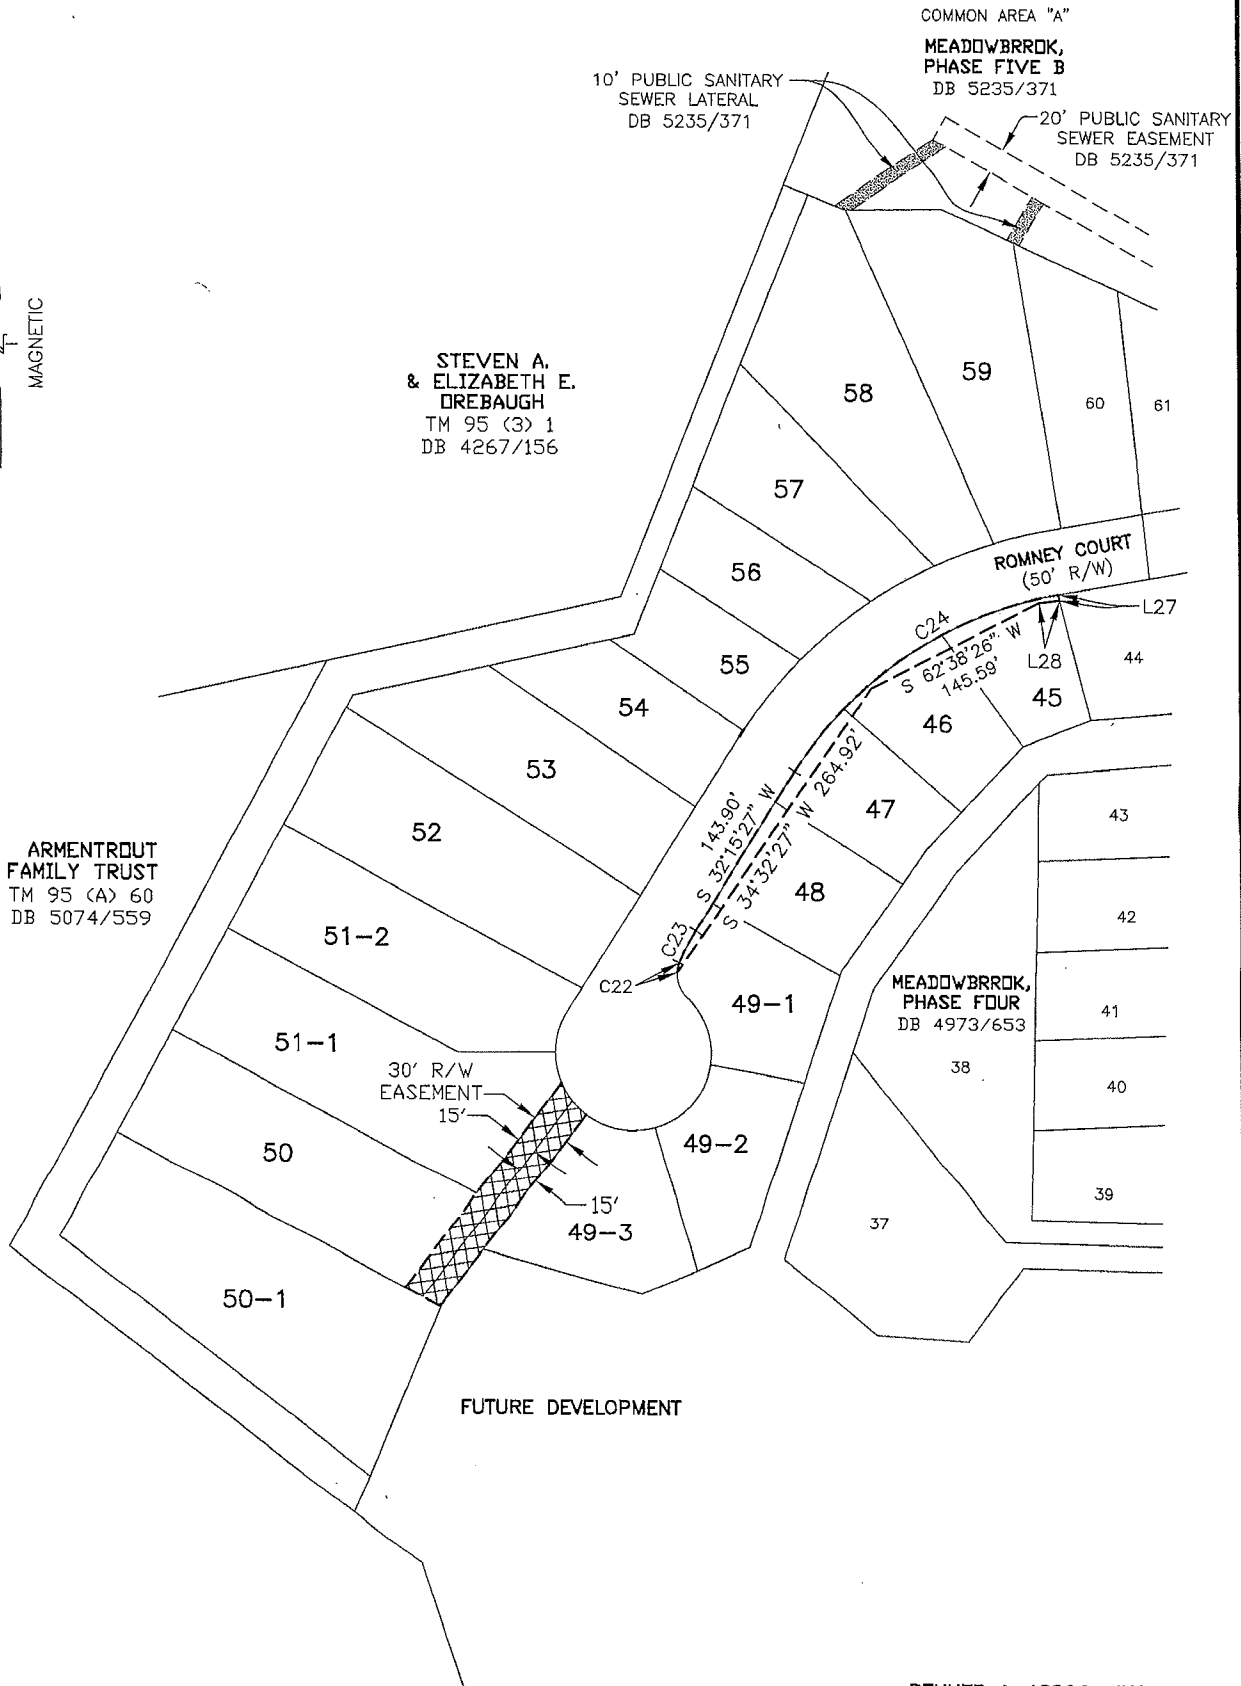 COMMON AREA "A"
MEADOWBRROK,
PHASE FIVE B
DB 5235/371
10' PUBLIC SANITARY
SEWER LATERAL
DB 5235/371
20' PUBLIC SANITARY
SEWER EASEMENT
DB 5235/371
MAGNETIC
STEVEN A.
& ELIZABETH E.
OREBAUGH
TM 95 (3) 1
DB 4267/156
58
59
60
61
57
56
55
54
53
52
51-2
51-1
50
50-1
ROMNEY COURT
(50' R/W)
C24
S 62°38'26" W
145.59'
L27
L28
44
45
46
47
48
143.90'
S 32°15'27" W
S 34°32'27" W 264.92'
C23
C22
49-1
49-2
49-3
ARMENTROUT
FAMILY TRUST
TM 95 (A) 60
DB 5074/559
30' R/W
EASEMENT
15'
15'
MEADOWBRROK,
PHASE FOUR
DB 4973/653
43
42
41
40
39
38
37
FUTURE DEVELOPMENT